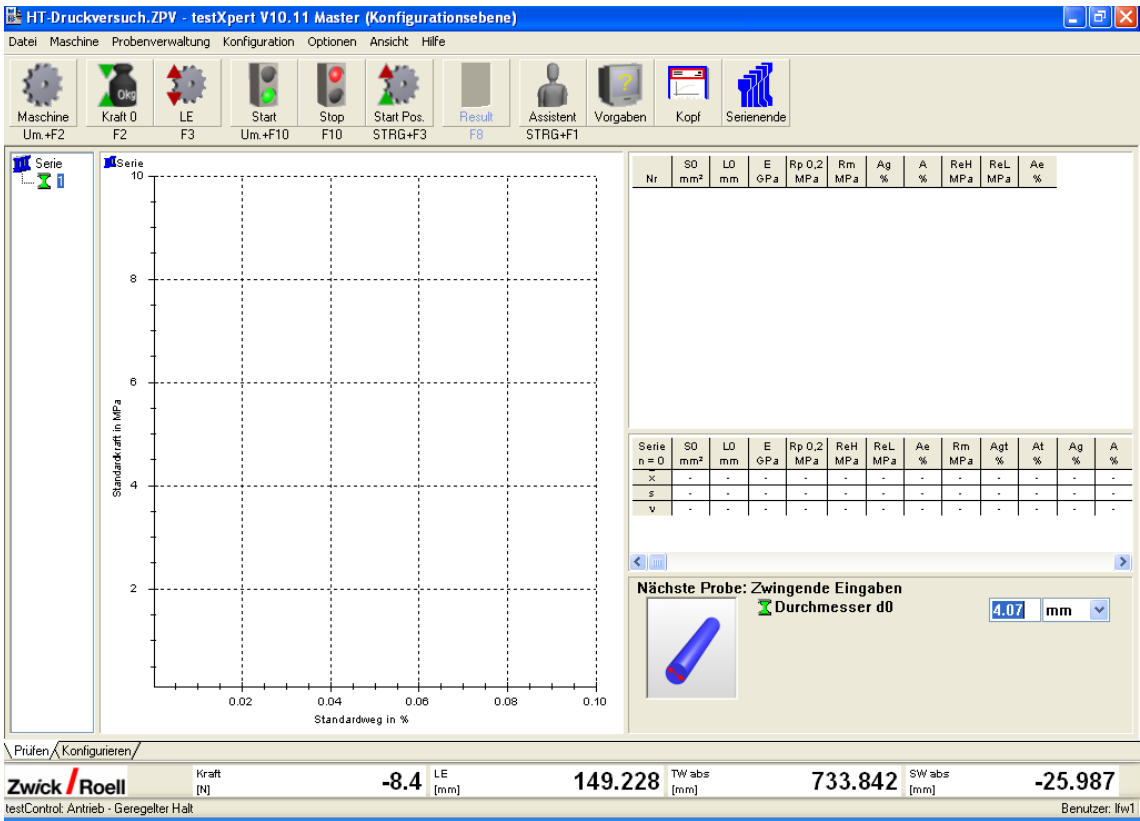 HT-Druckversuch.ZPV - testXpert V10.11 Master (Konfigurationsebene)
Datei Maschine Probenverwaltung Konfiguration Optionen Ansicht Hilfe
0kg
?
Maschine Kraft 0 LE Start Stop Start Pos. Result Assistent Vorgaben Kopf Serienende
Um.+F2 F2 F3 Um.+F10 F10 STRG+F3 F8 STRG+F1
Serie
1
Serie
10
8
6
4
2
Standardkraft in MPa
0.02 0.04 0.06 0.08 0.10
Standardweg in %
S0 L0 E Rp 0,2 Rm Ag A ReH ReL Ae
Nr mm² mm GPa MPa MPa % % MPa MPa %
Serie S0 L0 E Rp 0,2 ReH ReL Ae Rm Agt At Ag A
n = 0 mm² mm GPa MPa MPa MPa % MPa % % % %
x̄ - - - - - - - - - - - -
s - - - - - - - - - - - -
v - - - - - - - - - - - -
Nächste Probe: Zwingende Eingaben
Durchmesser d0 4.07 mm
Prüfen Konfigurieren
Zwick / Roell
Kraft [N] -8.4
LE [mm] 149.228
TW abs [mm] 733.842
SW abs [mm] -25.987
testControl: Antrieb - Geregelter Halt
Benutzer: lfw1